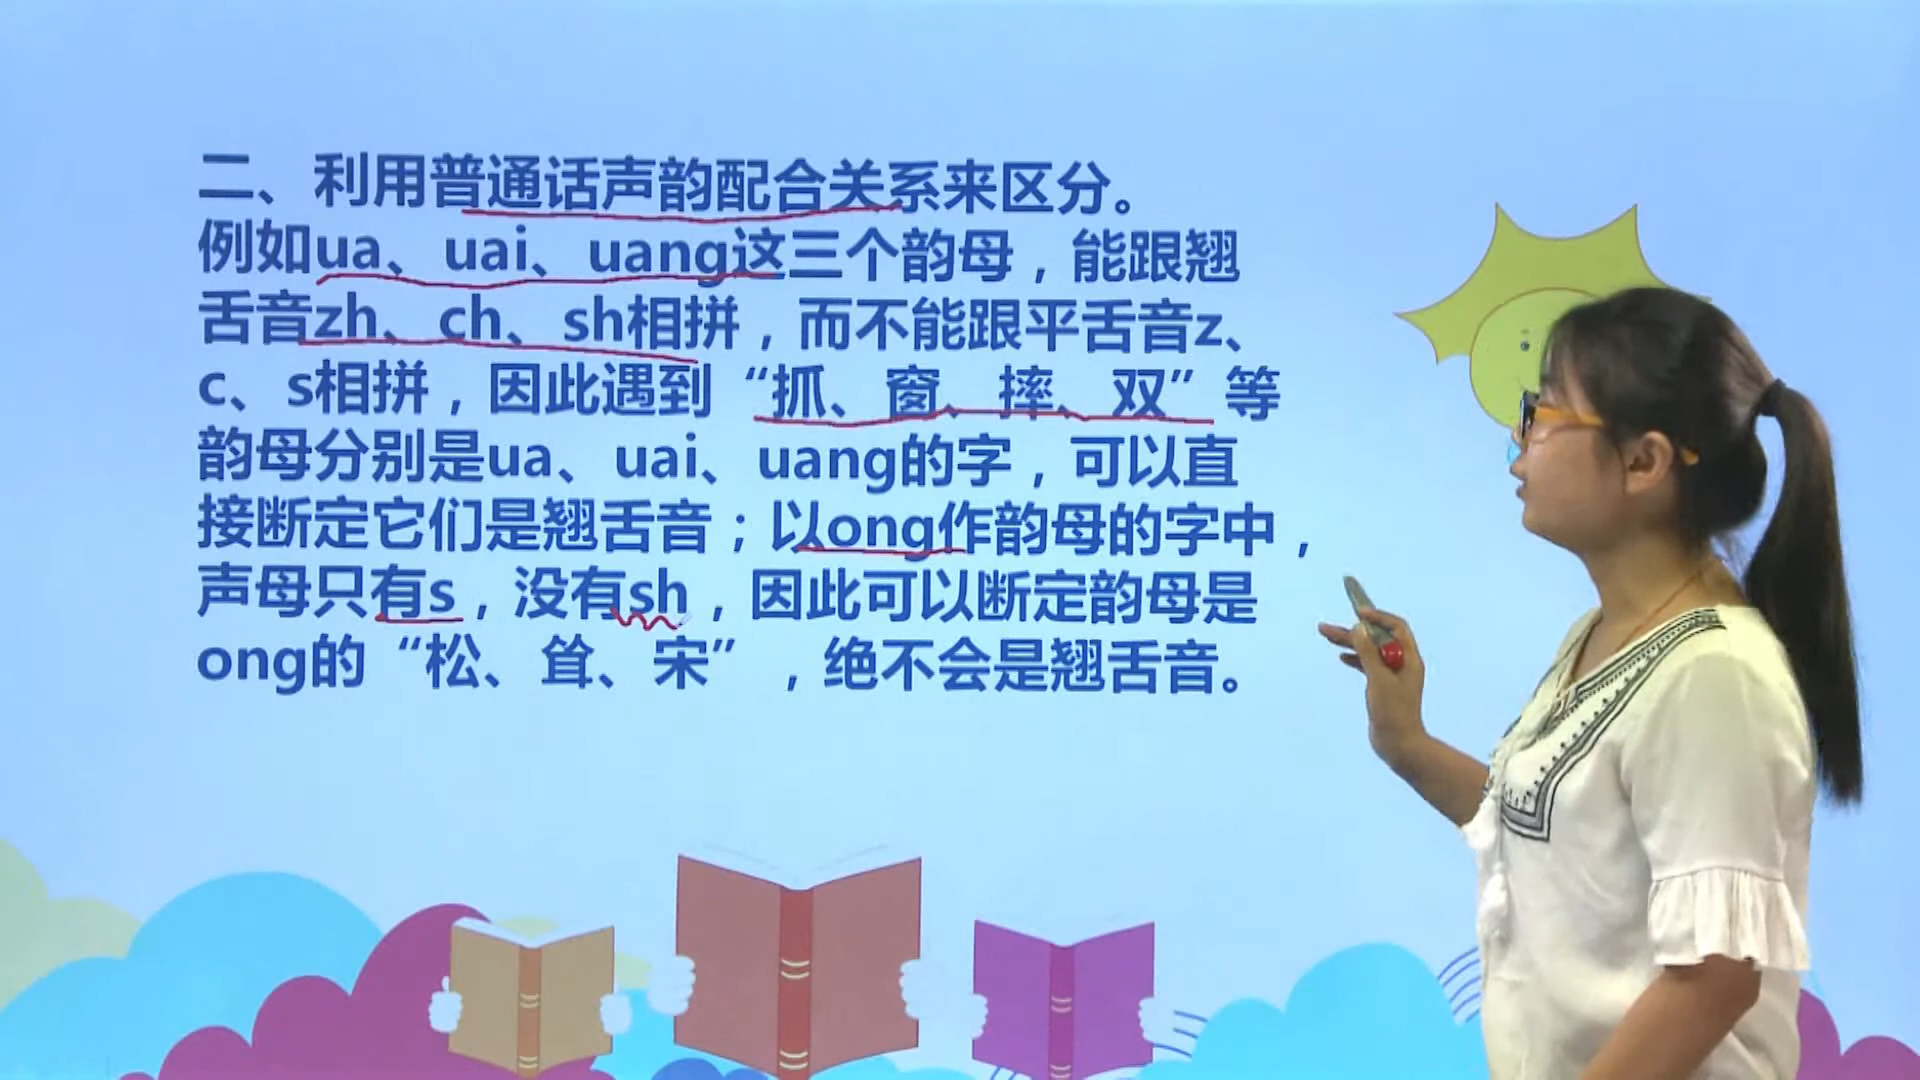 二、利用普通话声韵配合关系来区分。
例如ua、uai、uang这三个韵母，能跟翘
舌音zh、ch、sh相拼，而不能跟平舌音z、
c、s相拼，因此遇到“抓、窗、摔、双”等
韵母分别是ua、uai、uang的字，可以直
接断定它们是翘舌音；以ong作韵母的字中，
声母只有s，没有sh，因此可以断定韵母是
ong的“松、耸、宋”，绝不会是翘舌音。